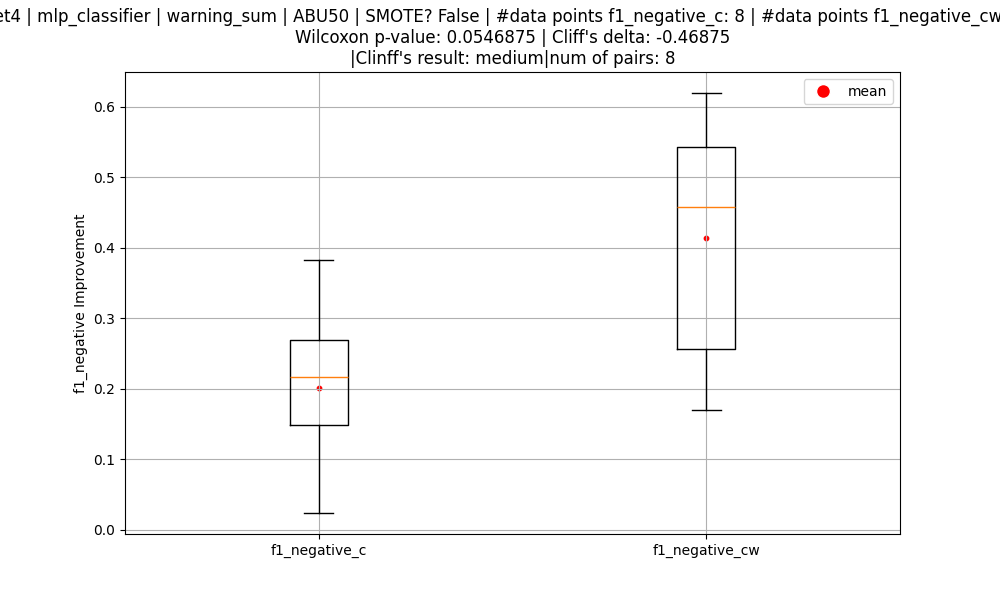 et4 | mlp_classifier | warning_sum | ABU50 | SMOTE? False | #data points f1_negative_c: 8 | #data points f1_negative_cw
Wilcoxon p-value: 0.0546875 | Cliff's delta: -0.46875
|Clinff's result: medium|num of pairs: 8
mean
0.6
0.5
0.4
0.3
0.2
0.1
0.0
f1_negative Improvement
f1_negative_c
f1_negative_cw